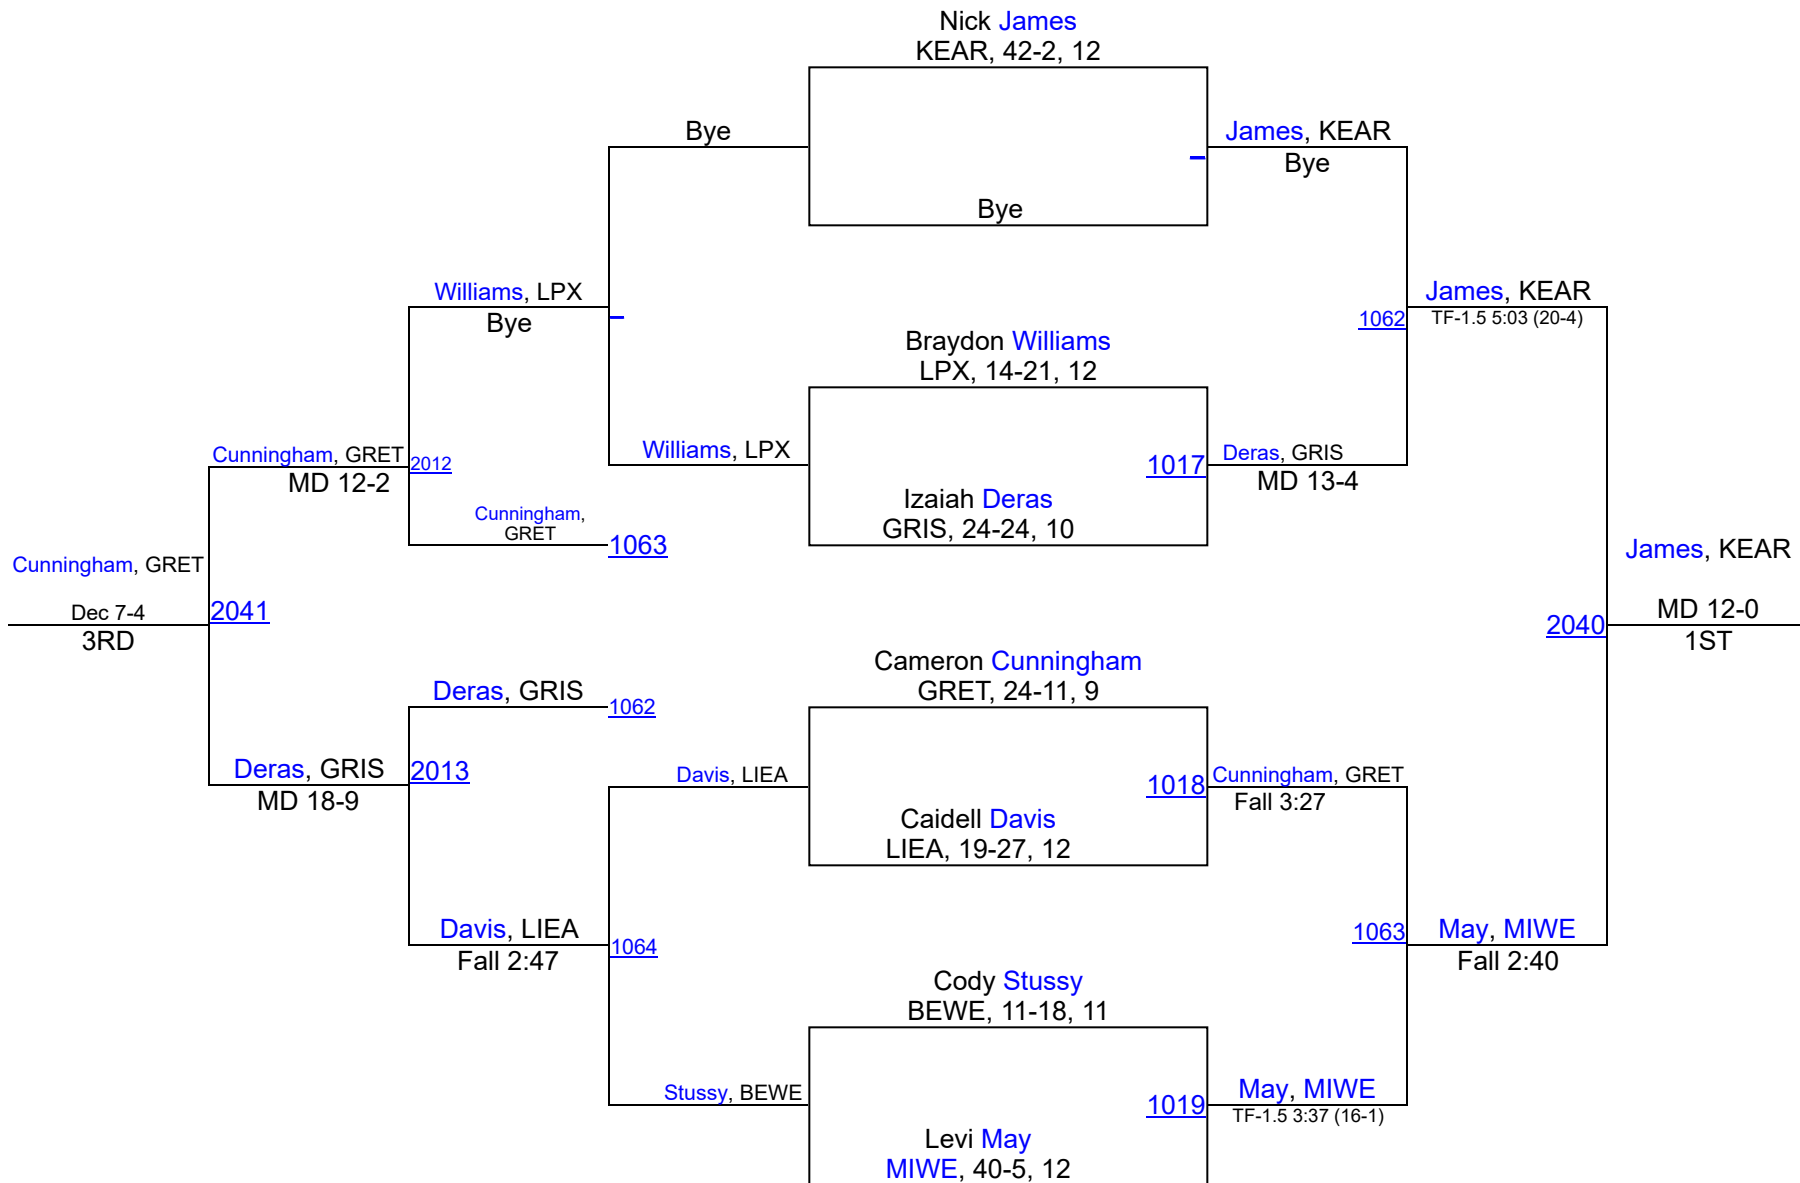 Nick James
KEAR, 42-2, 12
Bye
James, KEAR
Bye
Bye
Williams, LPX
Bye
James, KEAR
TF-1.5 5:03 (20-4)
1062
Braydon Williams
LPX, 14-21, 12
Cunningham, GRET
MD 12-2
2012
Williams, LPX
1017
Deras, GRIS
MD 13-4
Izaiah Deras
GRIS, 24-24, 10
Cunningham,
GRET
1063
Cunningham, GRET
Dec 7-4
3RD
2041
James, KEAR
MD 12-0
1ST
2040
Cameron Cunningham
GRET, 24-11, 9
Deras, GRIS
1062
Deras, GRIS
MD 18-9
2013
Davis, LIEA
1018
Cunningham, GRET
Fall 3:27
Caidell Davis
LIEA, 19-27, 12
Davis, LIEA
Fall 2:47
1064
1063
May, MIWE
Fall 2:40
Cody Stussy
BEWE, 11-18, 11
Stussy, BEWE
1019
May, MIWE
TF-1.5 3:37 (16-1)
Levi May
MIWE, 40-5, 12